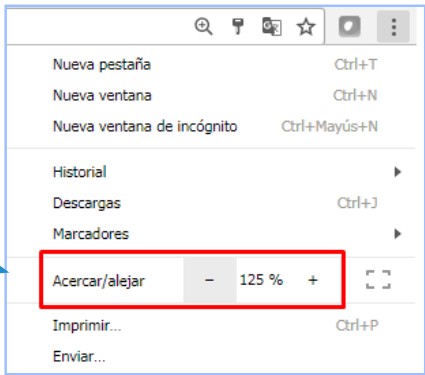 Nueva pestaña Ctrl+T
Nueva ventana Ctrl+N
Nueva ventana de incógnito Ctrl+Mayús+N
Historial
Descargas Ctrl+J
Marcadores
Acercar/alejar − 125 % +
Imprimir... Ctrl+P
Enviar...